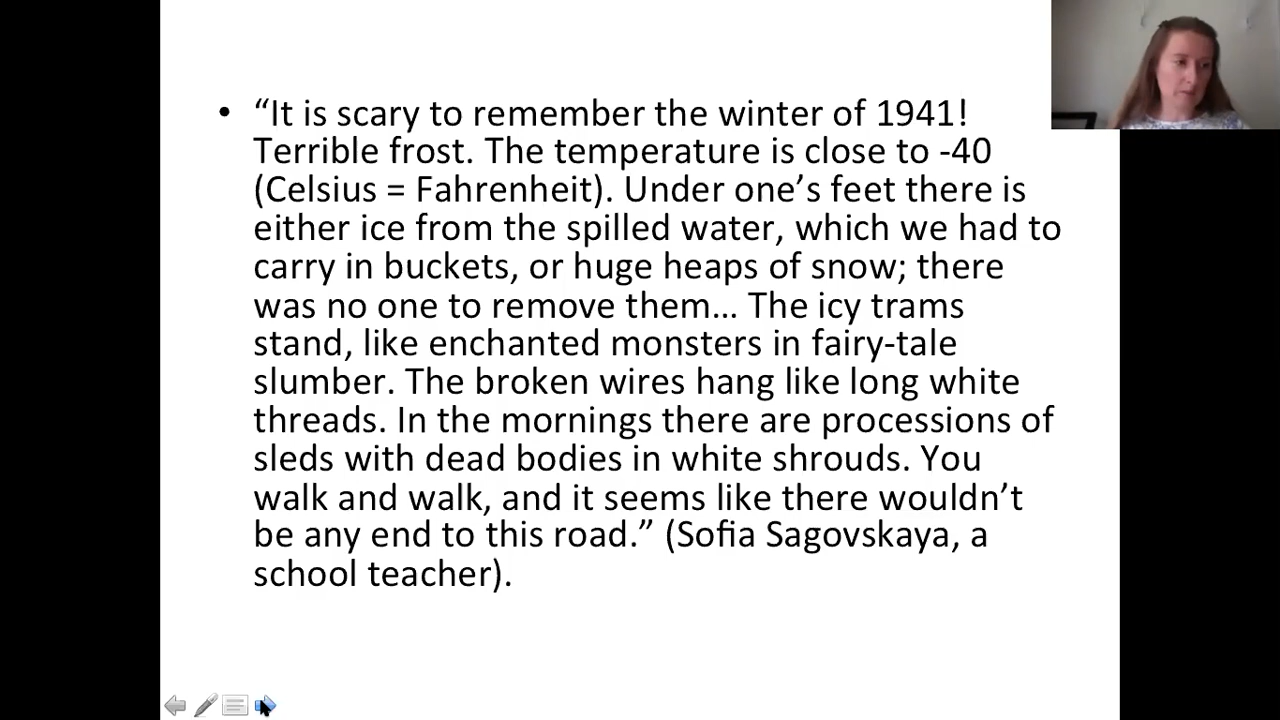 • “It is scary to remember the winter of 1941!
Terrible frost. The temperature is close to -40
(Celsius = Fahrenheit). Under one’s feet there is
either ice from the spilled water, which we had to
carry in buckets, or huge heaps of snow; there
was no one to remove them… The icy trams
stand, like enchanted monsters in fairy-tale
slumber. The broken wires hang like long white
threads. In the mornings there are processions of
sleds with dead bodies in white shrouds. You
walk and walk, and it seems like there wouldn’t
be any end to this road.” (Sofia Sagovskaya, a
school teacher).